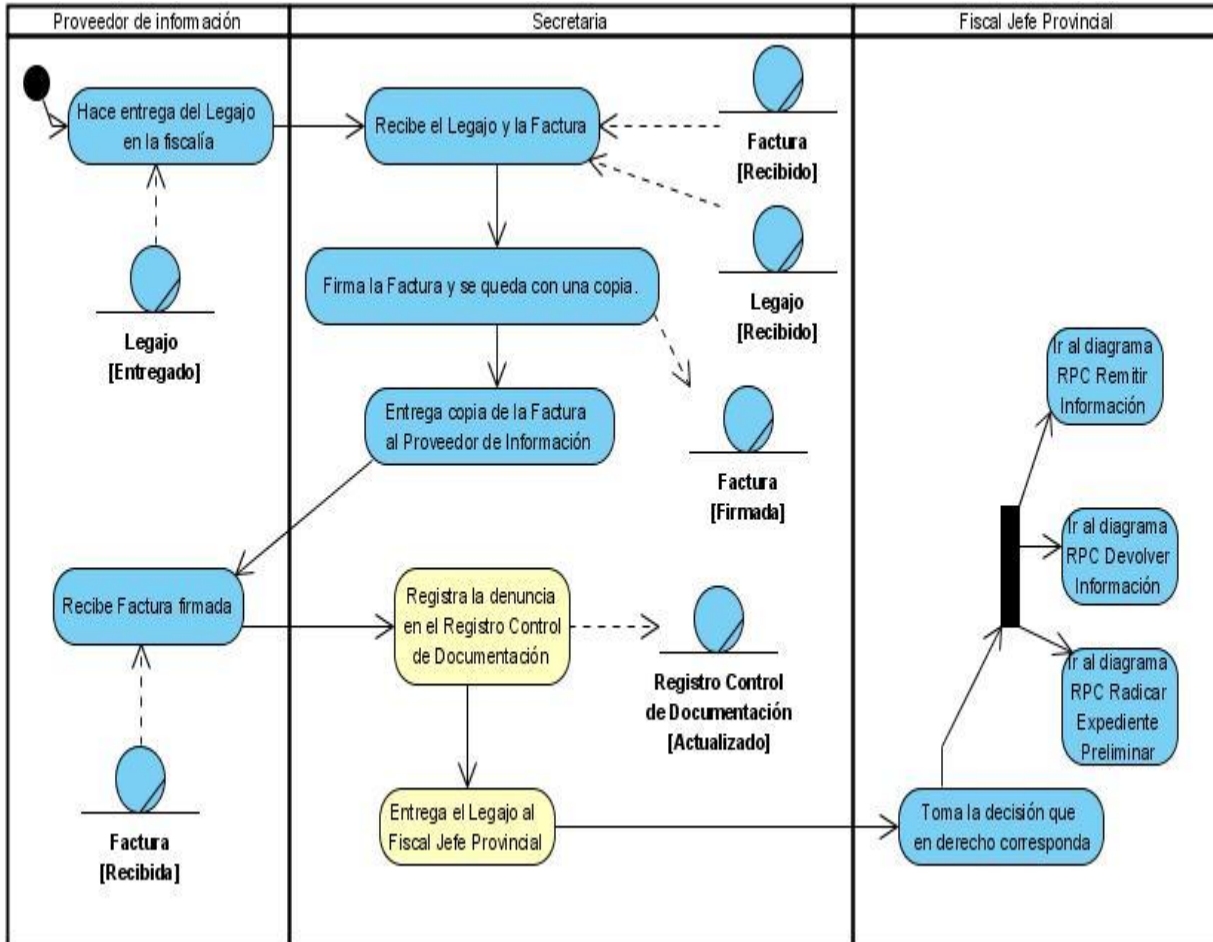 Proveedor de información
Secretaria
Fiscal Jefe Provincial
Hace entrega del Legajo
en la fiscalía
Recibe el Legajo y la Factura
Factura
[Recibido]
Legajo
[Recibido]
Legajo
[Entregado]
Firma la Factura y se queda con una copia.
Entrega copia de la Factura
al Proveedor de Información
Factura
[Firmada]
Recibe Factura firmada
Registra la denuncia
en el Registro Control
de Documentación
Registro Control
de Documentación
[Actualizado]
Factura
[Recibida]
Entrega el Legajo al
Fiscal Jefe Provincial
Toma la decisión que
en derecho corresponda
Ir al diagrama
RPC Remitir
Información
Ir al diagrama
RPC Devolver
Información
Ir al diagrama
RPC Radicar
Expediente
Preliminar